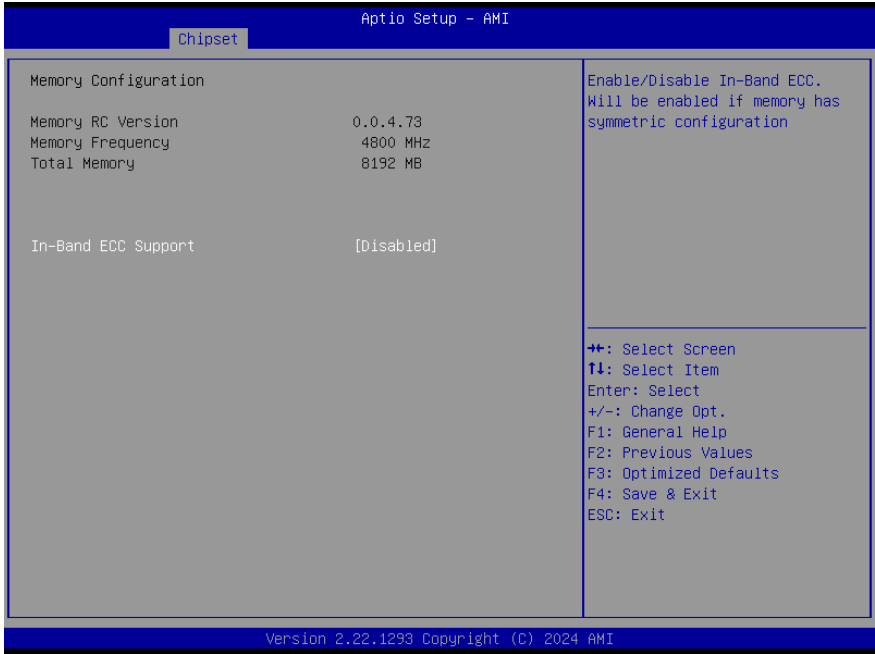 Aptio Setup – AMI
Chipset
Memory Configuration
Memory RC Version 0.0.4.73
Memory Frequency 4800 MHz
Total Memory 8192 MB
In-Band ECC Support [Disabled]
Enable/Disable In-Band ECC.
Will be enabled if memory has
symmetric configuration
→←: Select Screen
↑↓: Select Item
Enter: Select
+/-: Change Opt.
F1: General Help
F2: Previous Values
F3: Optimized Defaults
F4: Save & Exit
ESC: Exit
Version 2.22.1293 Copyright (C) 2024 AMI